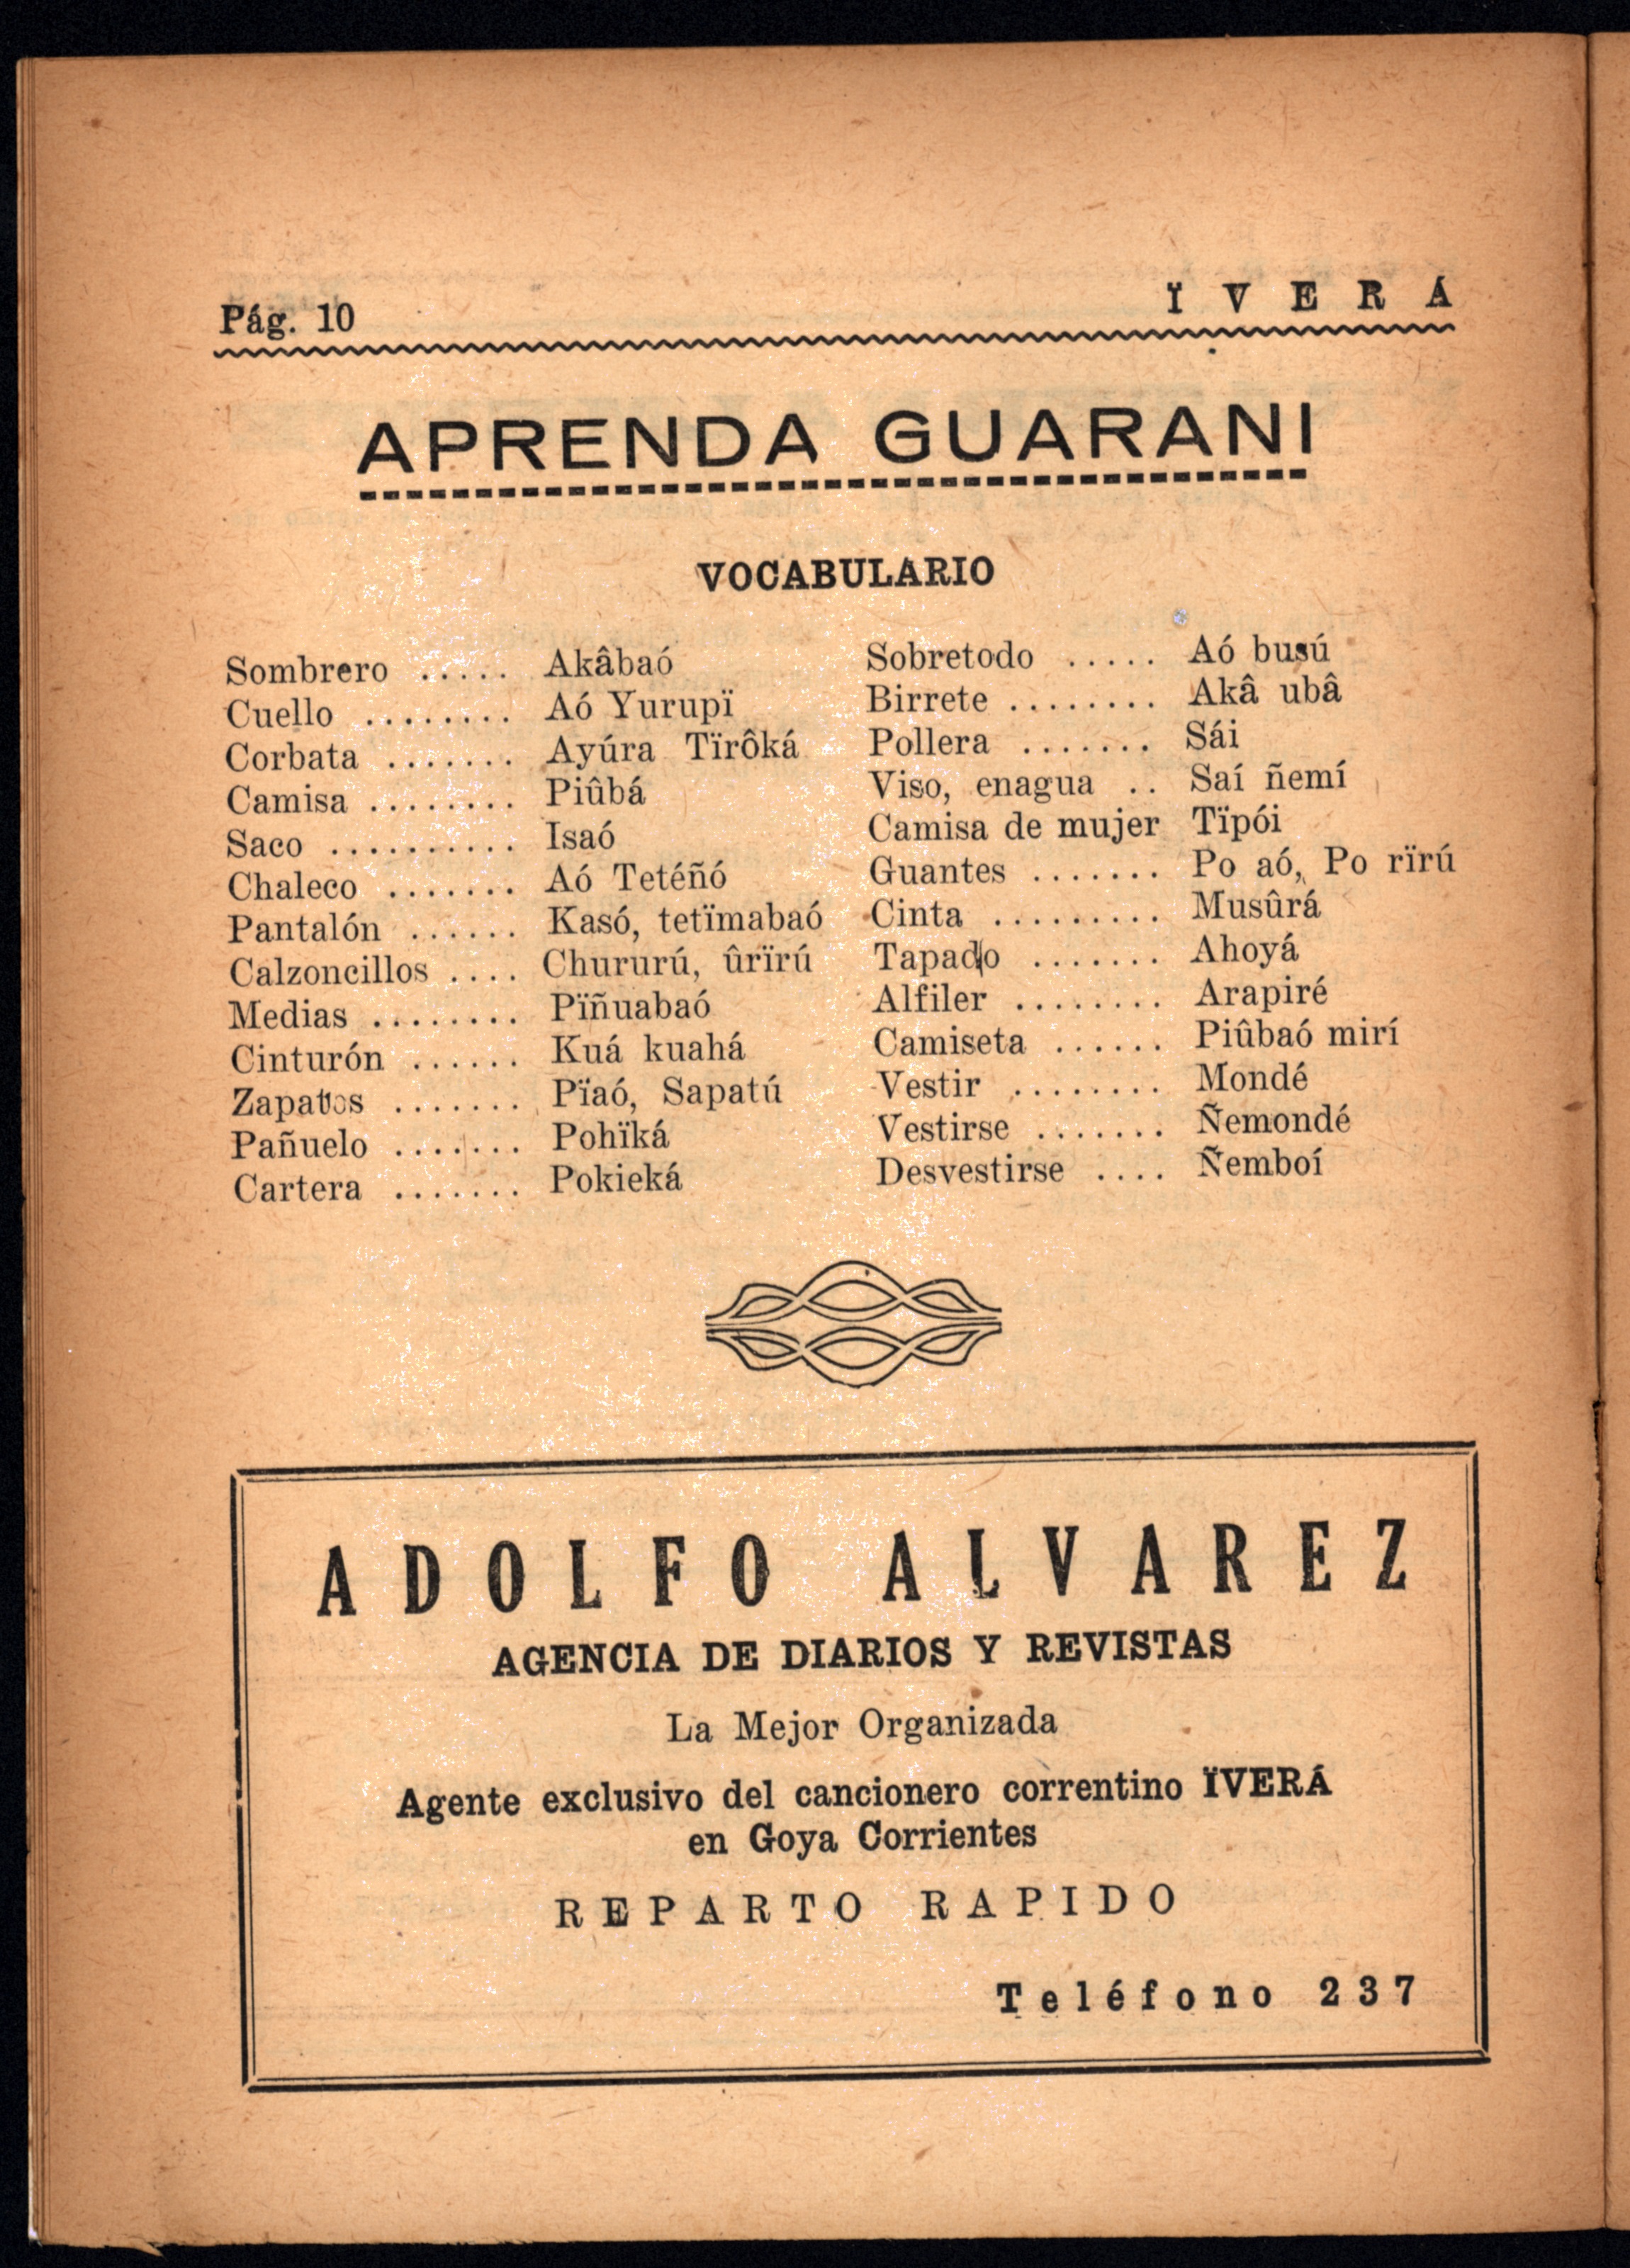 Pág. 10
Ï V E R Á
APRENDA GUARANI
VOCABULARIO
Sombrero ..... Akâbaó
Cuello ........ Aó Yurupï
Corbata ....... Ayúra Tïrôká
Camisa ........ Piûbá
Saco .......... Isaó
Chaleco ....... Aó Tetéñó
Pantalón ...... Kasó, tetïmabaó
Calzoncillos .... Chururú, ûrïrú
Medias ........ Pïñuabaó
Cinturón ...... Kuá kuahá
Zapatos ....... Pïaó, Sapatú
Pañuelo ....... Pohïká
Cartera ....... Pokieká
Sobretodo ..... Aó busú
Birrete ........ Akâ ubâ
Pollera ....... Sái
Viso, enagua .. Saí ñemí
Camisa de mujer Tïpói
Guantes ....... Po aó, Po rïrú
Cinta ......... Musûrá
Tapado ....... Ahoyá
Alfiler ........ Arapiré
Camiseta ...... Piûbaó mirí
Vestir ........ Mondé
Vestirse ....... Ñemondé
Desvestirse .... Ñemboí
ADOLFO ALVAREZ
AGENCIA DE DIARIOS Y REVISTAS
La Mejor Organizada
Agente exclusivo del cancionero correntino ÏVERÁ
en Goya Corrientes
REPARTO RAPIDO
Teléfono 237